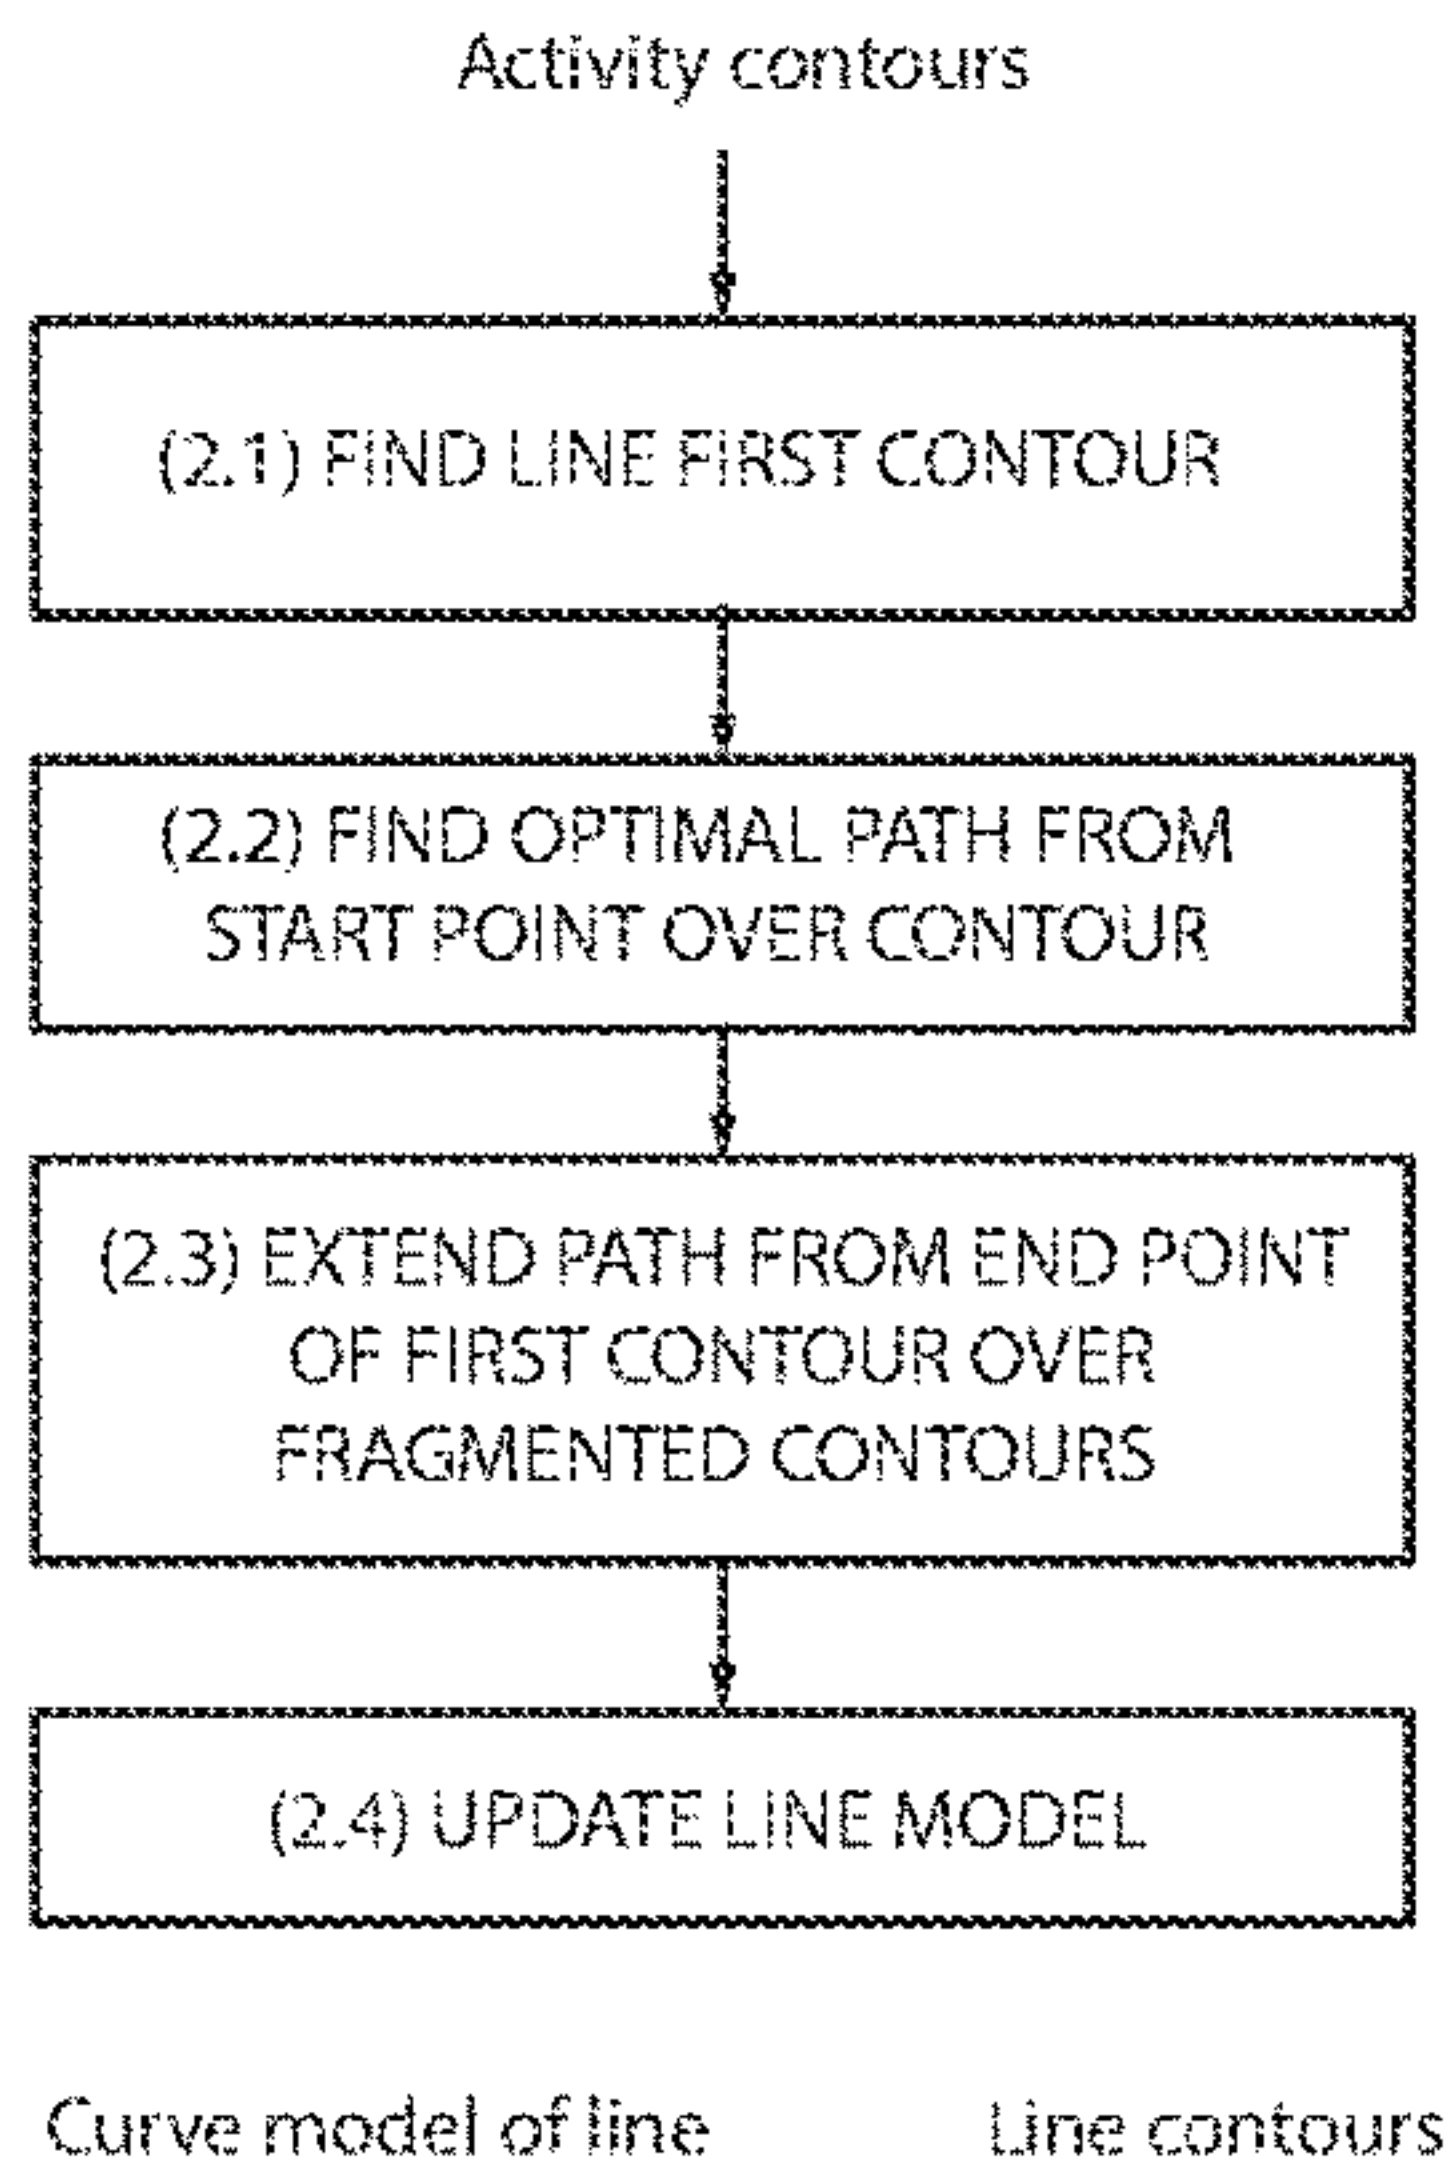 Activity contours
(2.1) FIND LINE FIRST CONTOUR
(2.2) FIND OPTIMAL PATH FROM
START POINT OVER CONTOUR
(2.3) EXTEND PATH FROM END POINT
OF FIRST CONTOUR OVER
FRAGMENTED CONTOURS
(2.4) UPDATE LINE MODEL
Curve model of line
Line contours